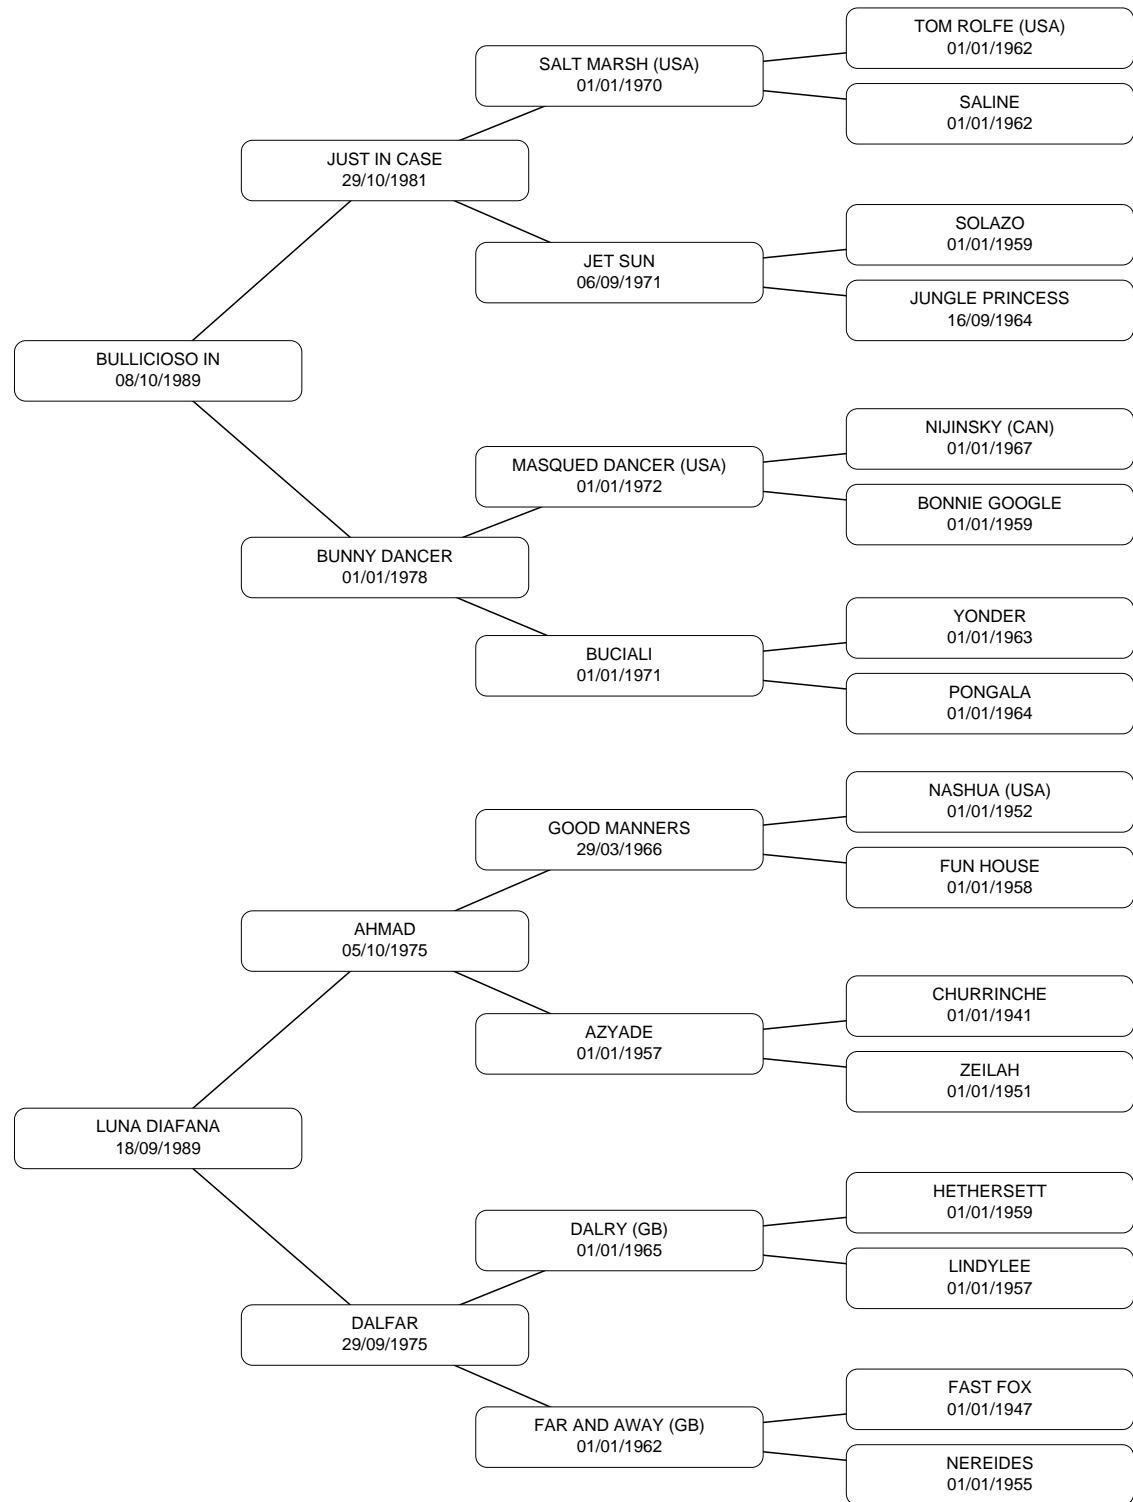 TOM ROLFE (USA)
01/01/1962
SALT MARSH (USA)
01/01/1970
SALINE
01/01/1962
JUST IN CASE
29/10/1981
SOLAZO
01/01/1959
JET SUN
06/09/1971
JUNGLE PRINCESS
16/09/1964
BULLICIOSO IN
08/10/1989
NIJINSKY (CAN)
01/01/1967
MASQUED DANCER (USA)
01/01/1972
BONNIE GOOGLE
01/01/1959
BUNNY DANCER
01/01/1978
YONDER
01/01/1963
BUCIALI
01/01/1971
PONGALA
01/01/1964
NASHUA (USA)
01/01/1952
GOOD MANNERS
29/03/1966
FUN HOUSE
01/01/1958
AHMAD
05/10/1975
CHURRINCHE
01/01/1941
AZYADE
01/01/1957
ZEILAH
01/01/1951
LUNA DIAFANA
18/09/1989
HETHERSETT
01/01/1959
DALRY (GB)
01/01/1965
LINDYLEE
01/01/1957
DALFAR
29/09/1975
FAST FOX
01/01/1947
FAR AND AWAY (GB)
01/01/1962
NEREIDES
01/01/1955